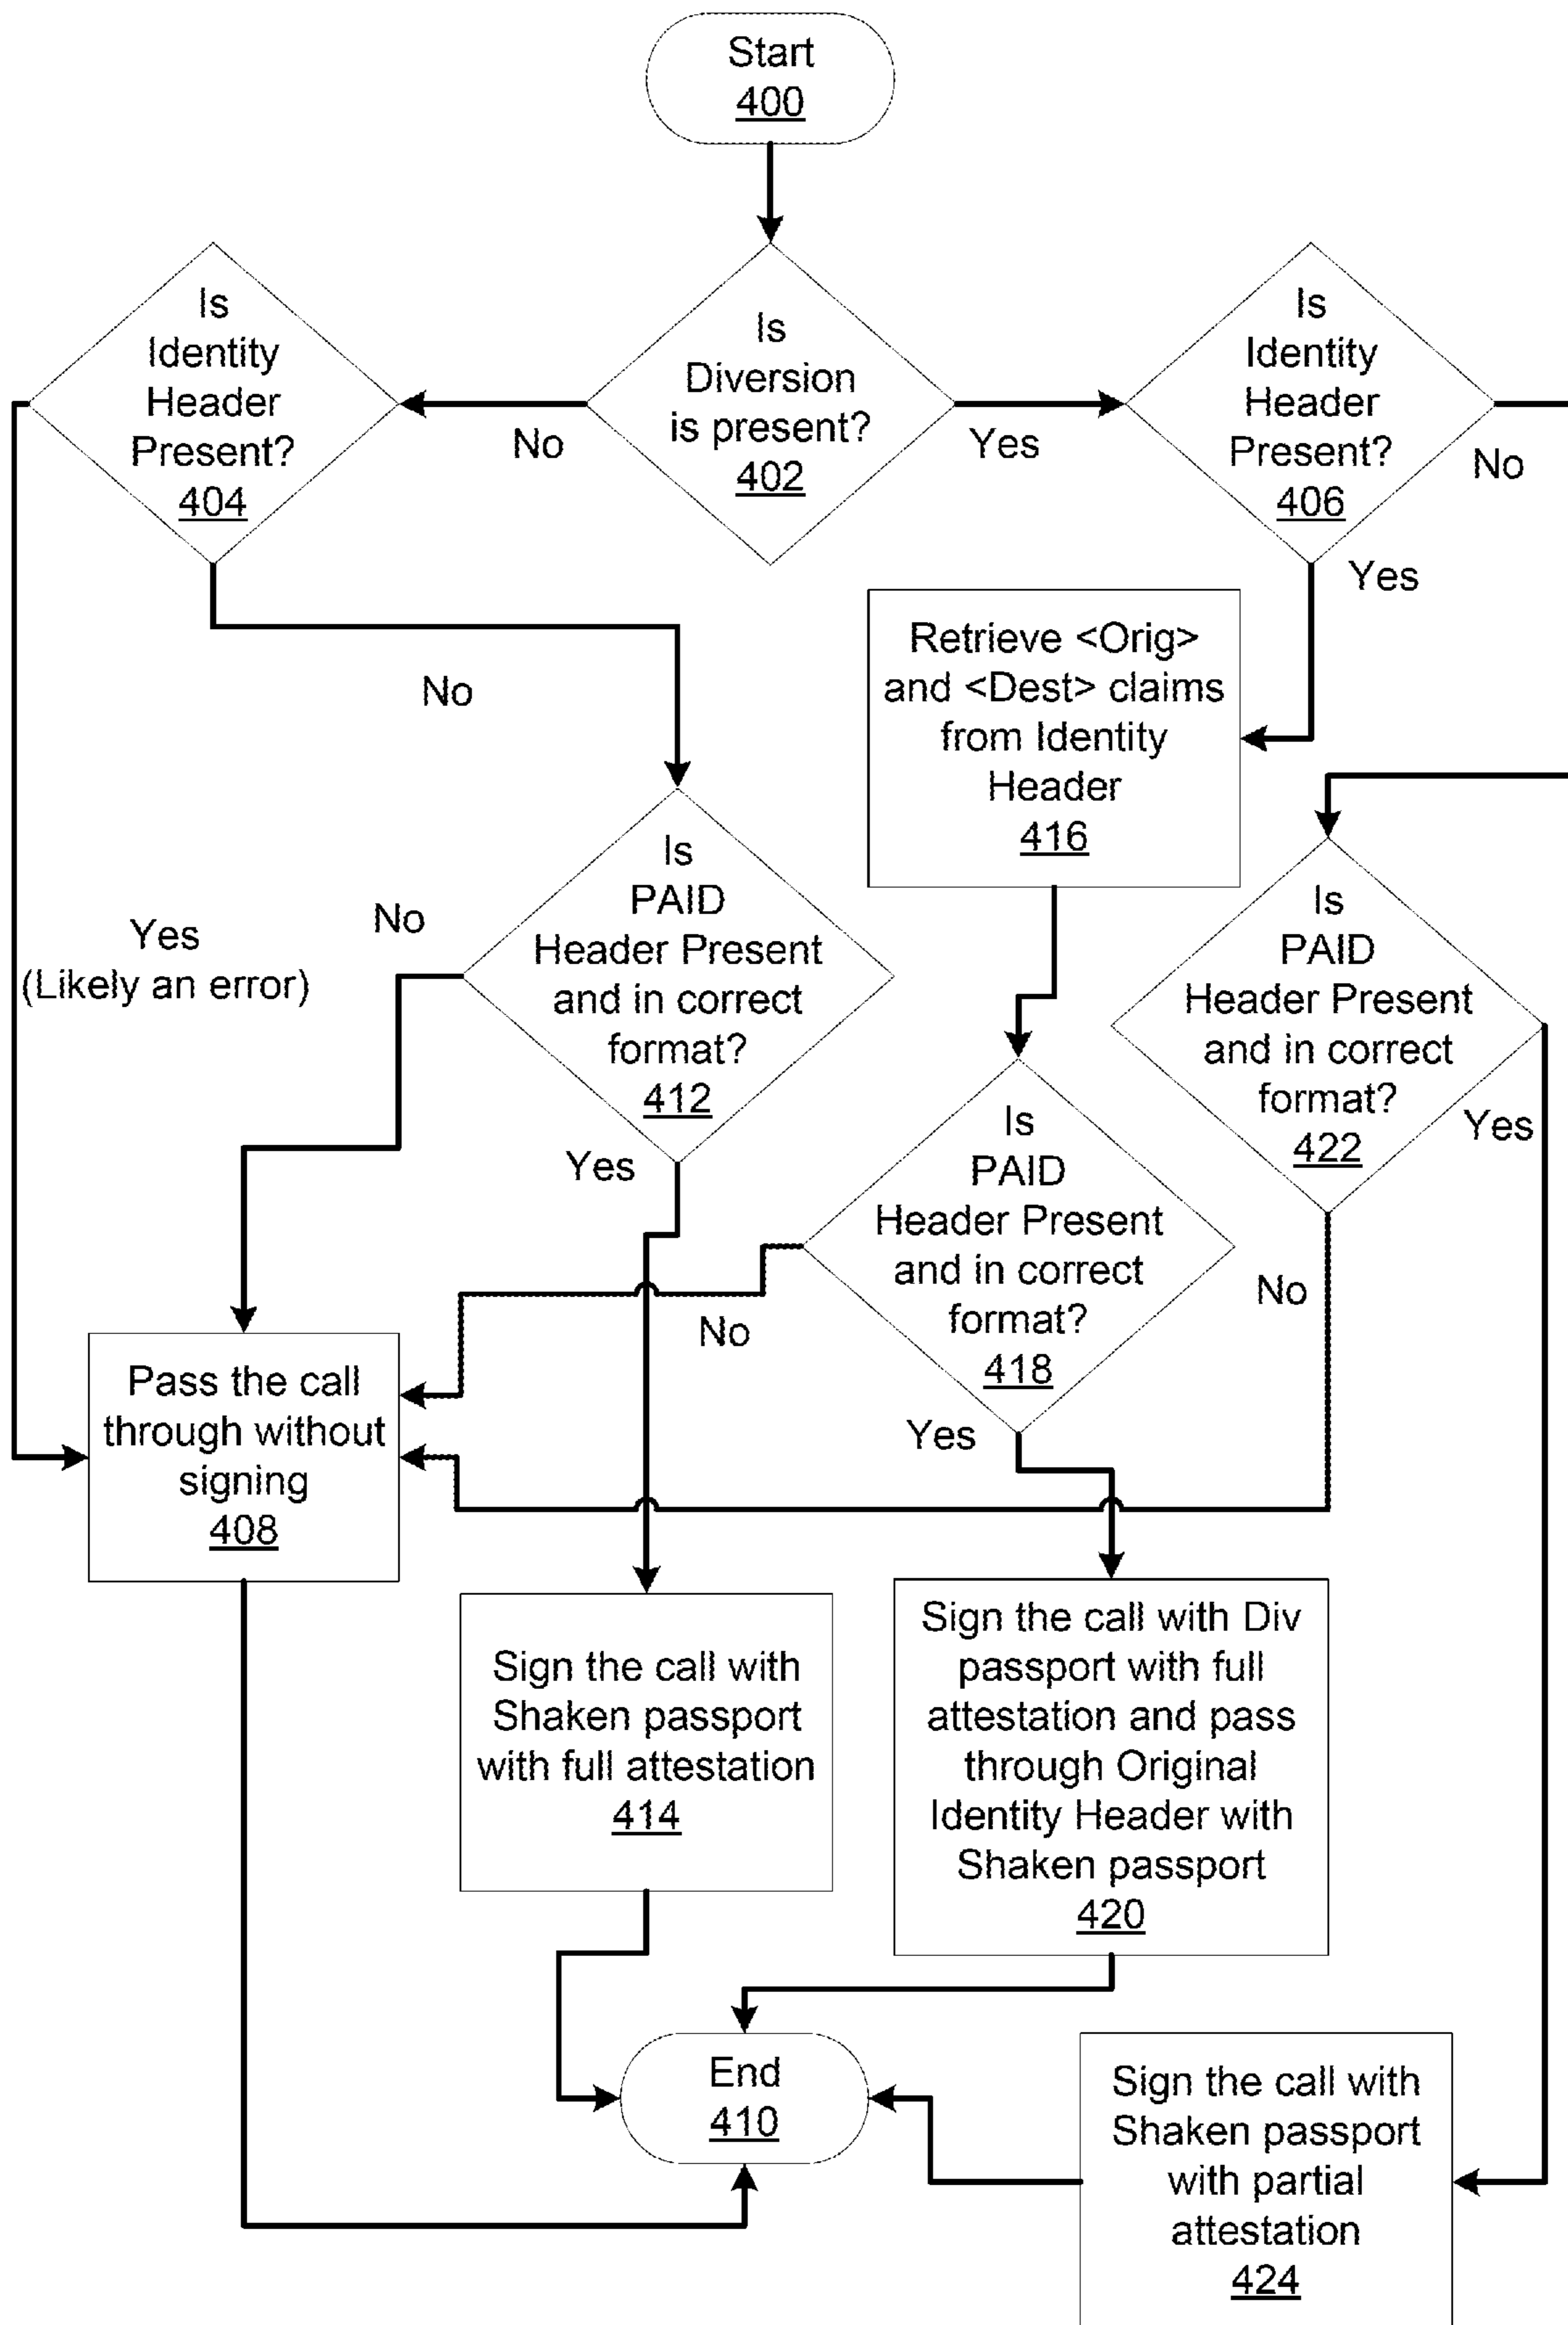 Start
400
Is
Identity
Header
Present?
404
Is
Diversion
is present?
402
Is
Identity
Header
Present?
406
No
Yes
No
Yes
No
Retrieve <Orig>
and <Dest> claims
from Identity
Header
416
Yes
(Likely an error)
No
Is
PAID
Header Present
and in correct
format?
412
Yes
Is
PAID
Header Present
and in correct
format?
422
Yes
No
Is
PAID
Header Present
and in correct
format?
418
No
Yes
Pass the call
through without
signing
408
Sign the call with
Shaken passport
with full attestation
414
Sign the call with Div
passport with full
attestation and pass
through Original
Identity Header with
Shaken passport
420
End
410
Sign the call with
Shaken passport
with partial
attestation
424